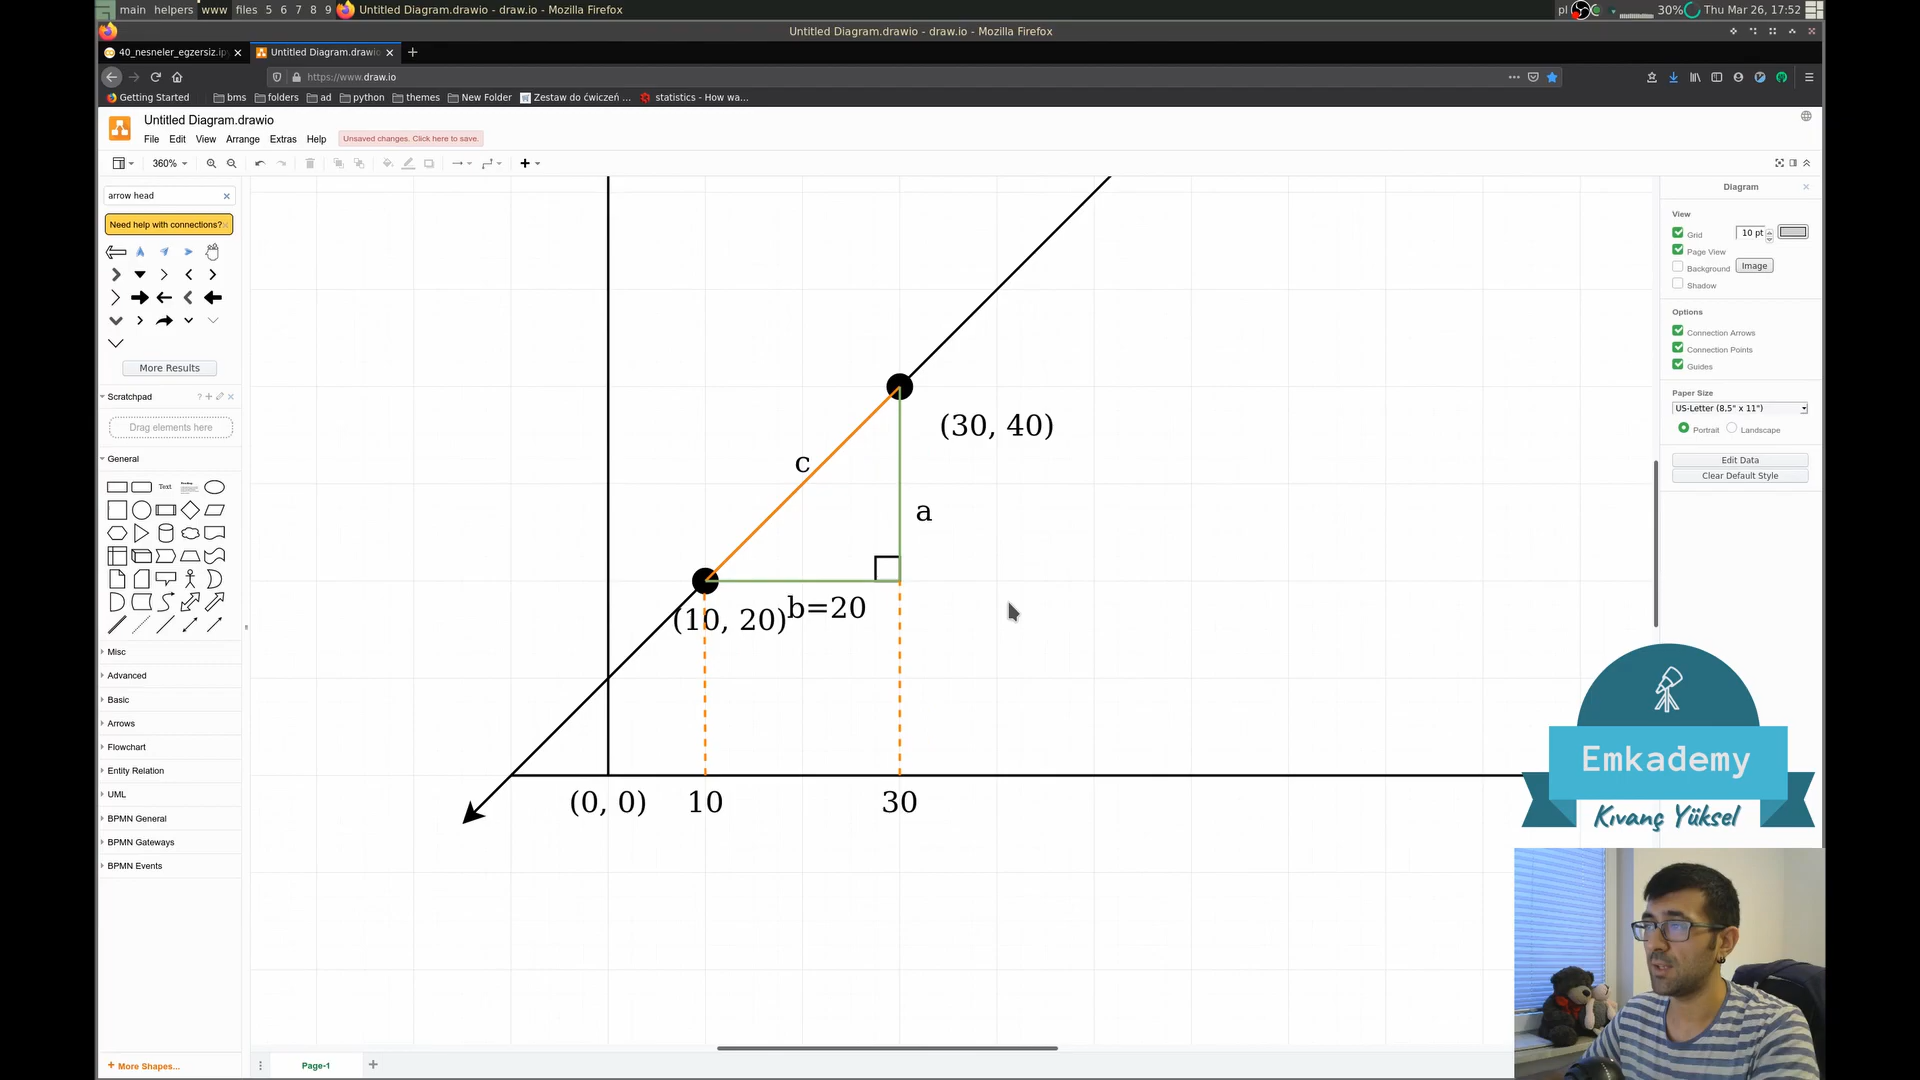 main helpers www files 5 6 7 8 9 Untitled Diagram.drawio - draw.io - Mozilla Firefox
pl 30% Thu Mar 26, 17:52
Untitled Diagram.drawio - draw.io - Mozilla Firefox
40_nesneler_egzersiz.ip
Untitled Diagram.drawio
https://www.draw.io
Getting Started bms folders ad python themes New Folder Zestaw do ćwiczeń ... statistics - How wa...
Untitled Diagram.drawio
File Edit View Arrange Extras Help Unsaved changes. Click here to save.
360%
arrow head
Need help with connections?
More Results
Scratchpad
Drag elements here
General
Text
Heading
Misc
Advanced
Basic
Arrows
Flowchart
Entity Relation
UML
BPMN General
BPMN Gateways
BPMN Events
+ More Shapes...
Page-1
(30, 40)
c
a
(10, 20)
b=20
(0, 0)
10
30
Diagram
View
Grid 10 pt
Page View
Background Image
Shadow
Options
Connection Arrows
Connection Points
Guides
Paper Size
US-Letter (8,5" x 11")
Portrait Landscape
Edit Data
Clear Default Style
Emkademy
Kıvanç Yüksel